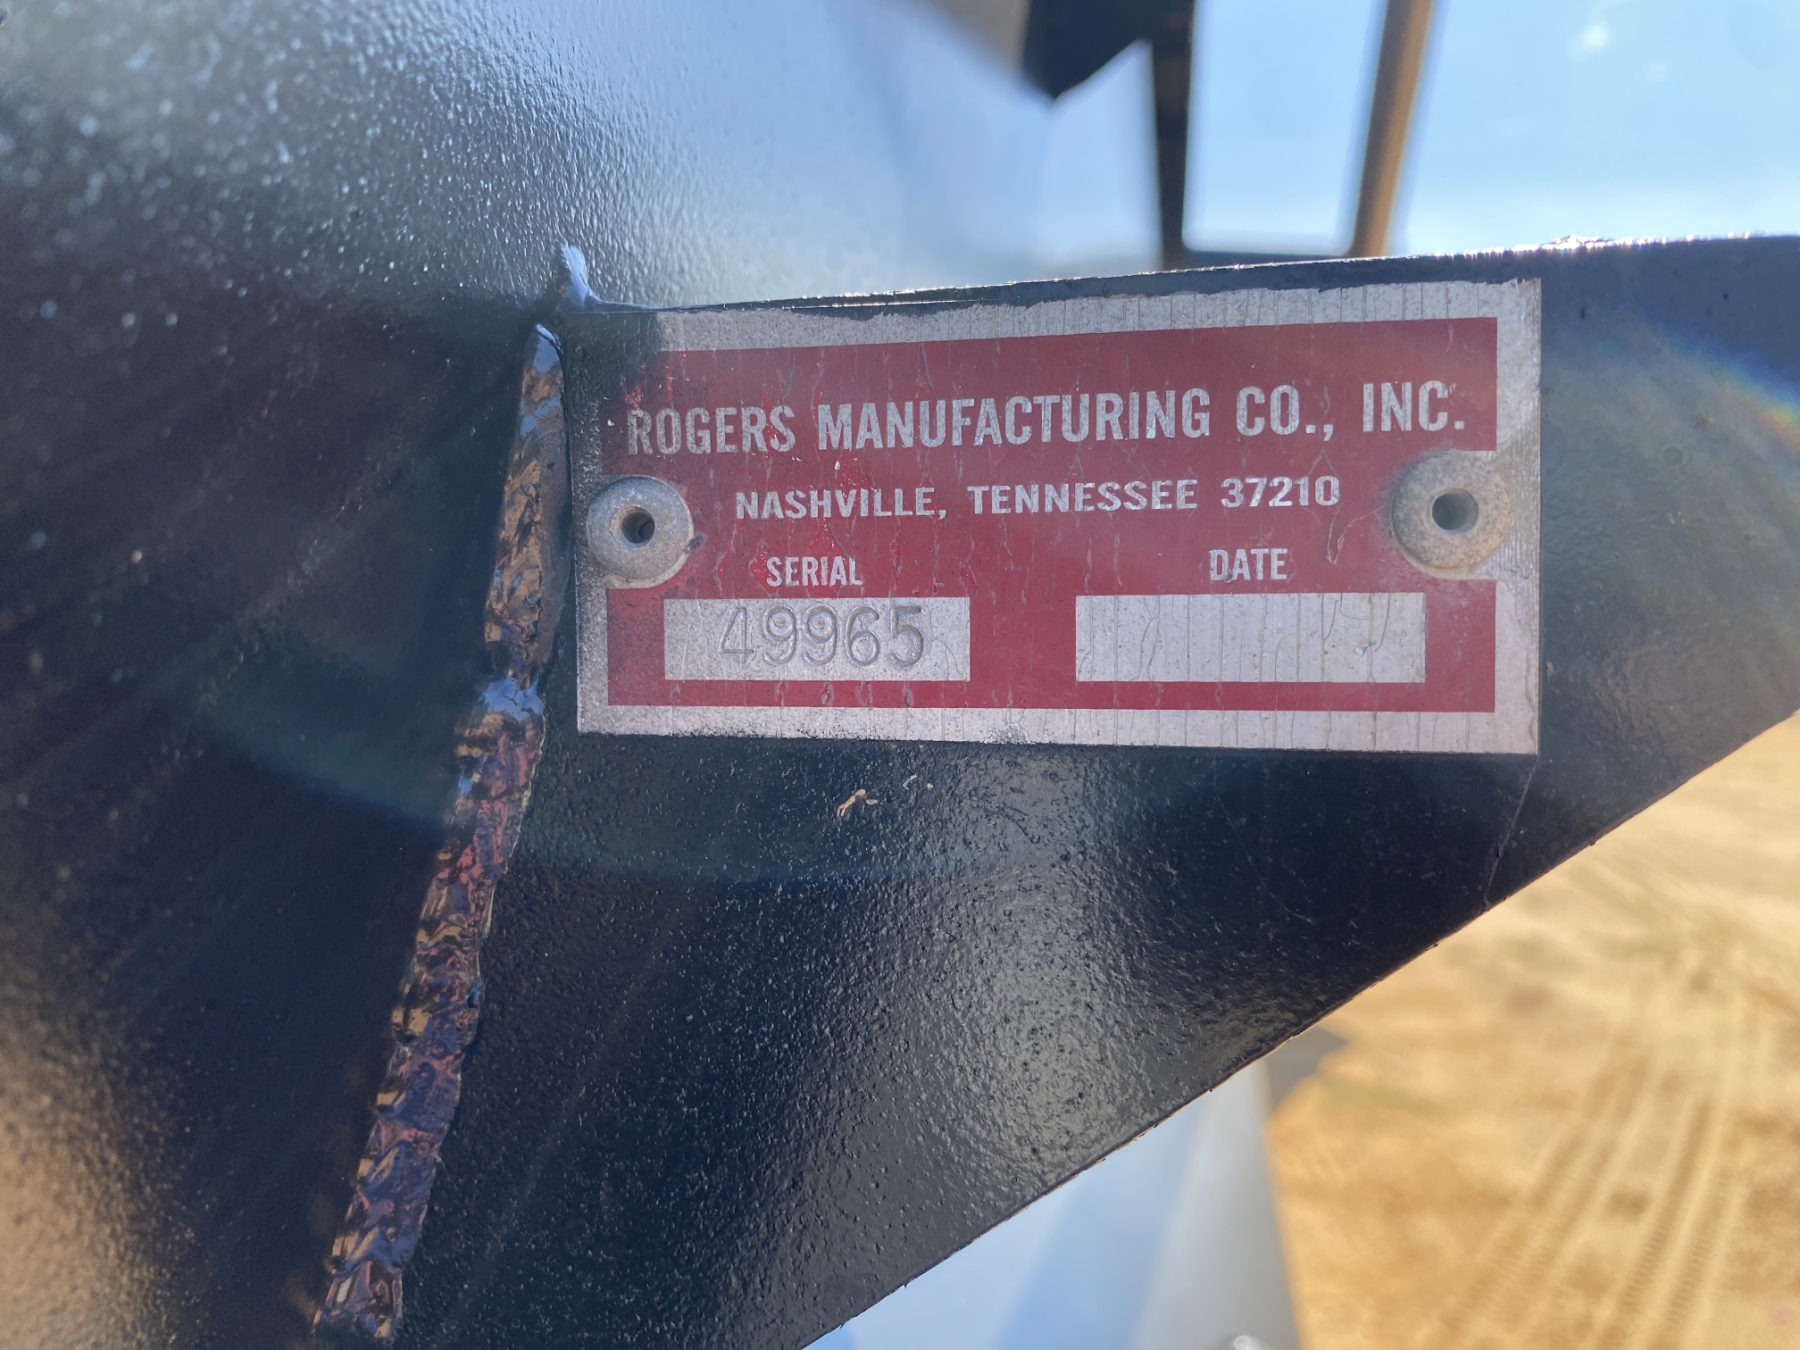 ROGERS MANUFACTURING CO., INC.
NASHVILLE, TENNESSEE 37210
SERIAL DATE
49965